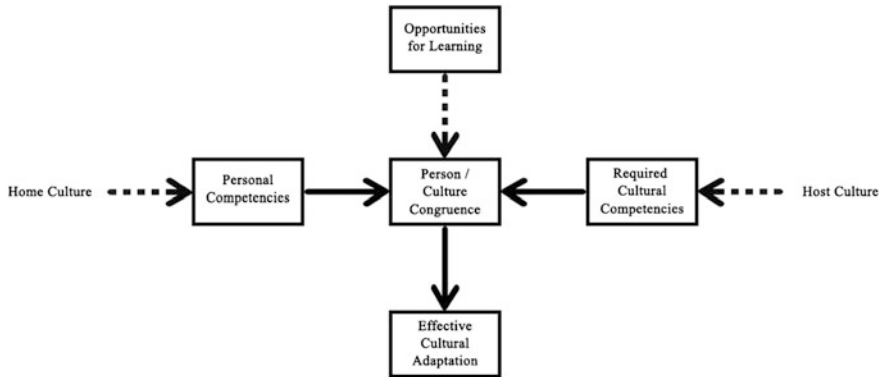 Opportunities
for Learning
Home Culture
Personal
Competencies
Person /
Culture
Congruence
Required
Cultural
Competencies
Host Culture
Effective
Cultural
Adaptation